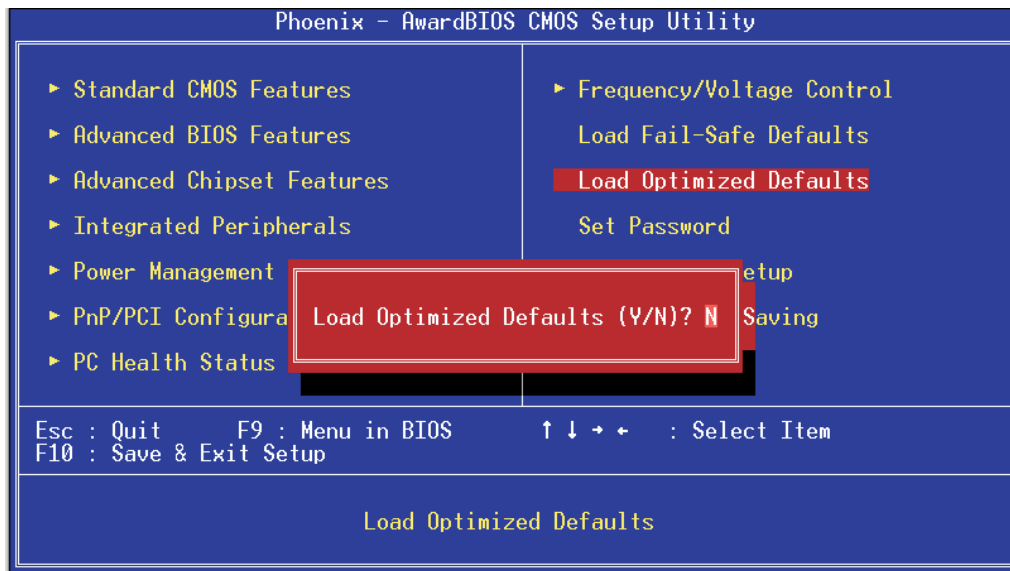 Phoenix – AwardBIOS CMOS Setup Utility
► Standard CMOS Features
► Advanced BIOS Features
► Advanced Chipset Features
► Integrated Peripherals
► Power Management
► PnP/PCI Configura
► PC Health Status
► Frequency/Voltage Control
Load Fail-Safe Defaults
Load Optimized Defaults
Set Password
etup
Saving
Load Optimized Defaults (Y/N)? N
Esc : Quit F9 : Menu in BIOS ↑ ↓ → ← : Select Item
F10 : Save & Exit Setup
Load Optimized Defaults